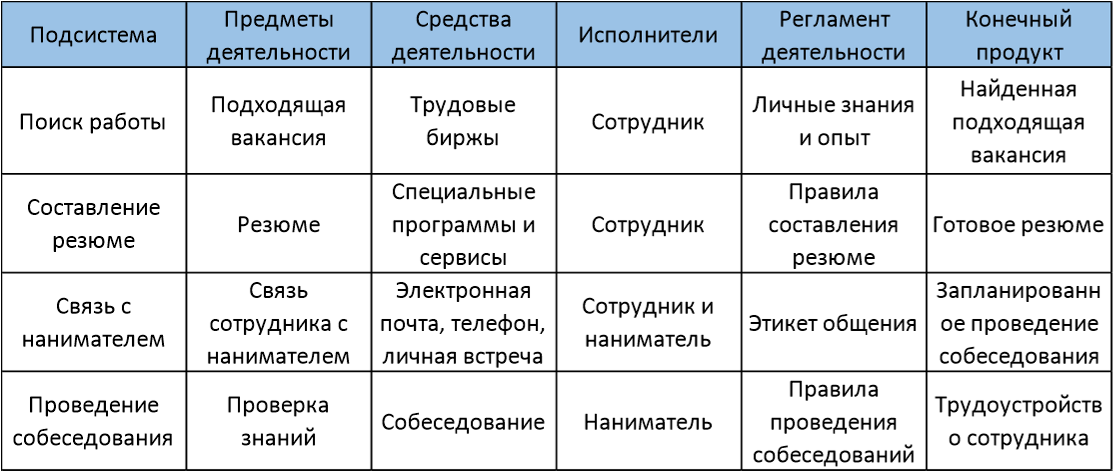 Подсистема
Предметы
деятельности
Средства
деятельности
Исполнители
Регламент
деятельности
Конечный
продукт
Поиск работы
Подходящая
вакансия
Трудовые
биржы
Сотрудник
Личные знания
и опыт
Найденная
подходящая
вакансия
Составление
резюме
Резюме
Специальные
программы и
сервисы
Сотрудник
Правила
составления
резюме
Готовое резюме
Связь с
нанимателем
Связь
сотрудника с
нанимателем
Электронная
почта, телефон,
личная встреча
Сотрудник и
наниматель
Этикет общения
Запланированн
ое проведение
собеседования
Проведение
собеседования
Проверка
знаний
Собеседование
Наниматель
Правила
проведения
собеседований
Трудоустройств
о сотрудника